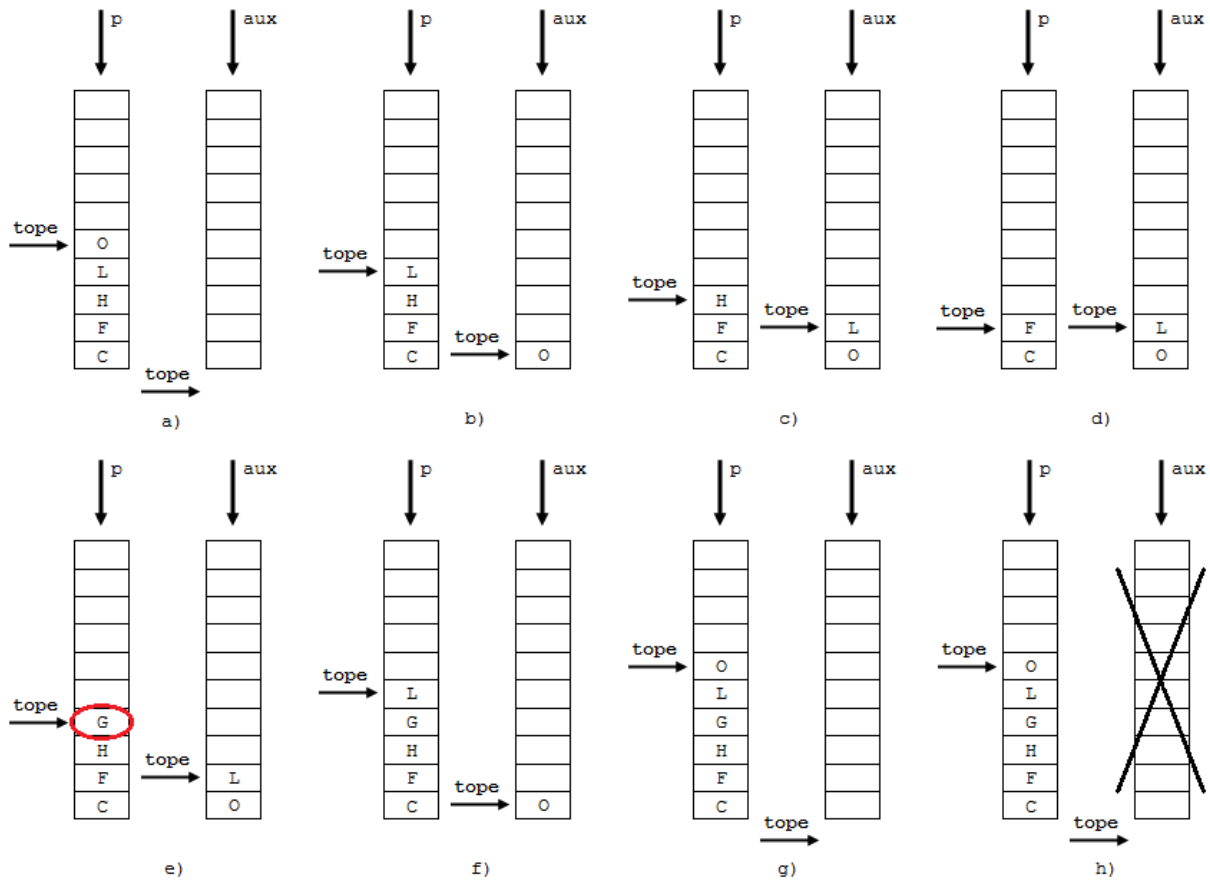 p aux p aux p aux p aux
tope O
L
H
F
C
tope
a)
tope L
H
F
C tope O
b)
tope H
F tope L
C O
c)
tope F tope L
C O
d)
p aux p aux p aux p aux
tope G
H
F tope L
C O
e)
tope L
G
H
F
C tope O
f)
tope O
L
G
H
F
C
tope
g)
tope O
L
G
H
F
C
tope
h)